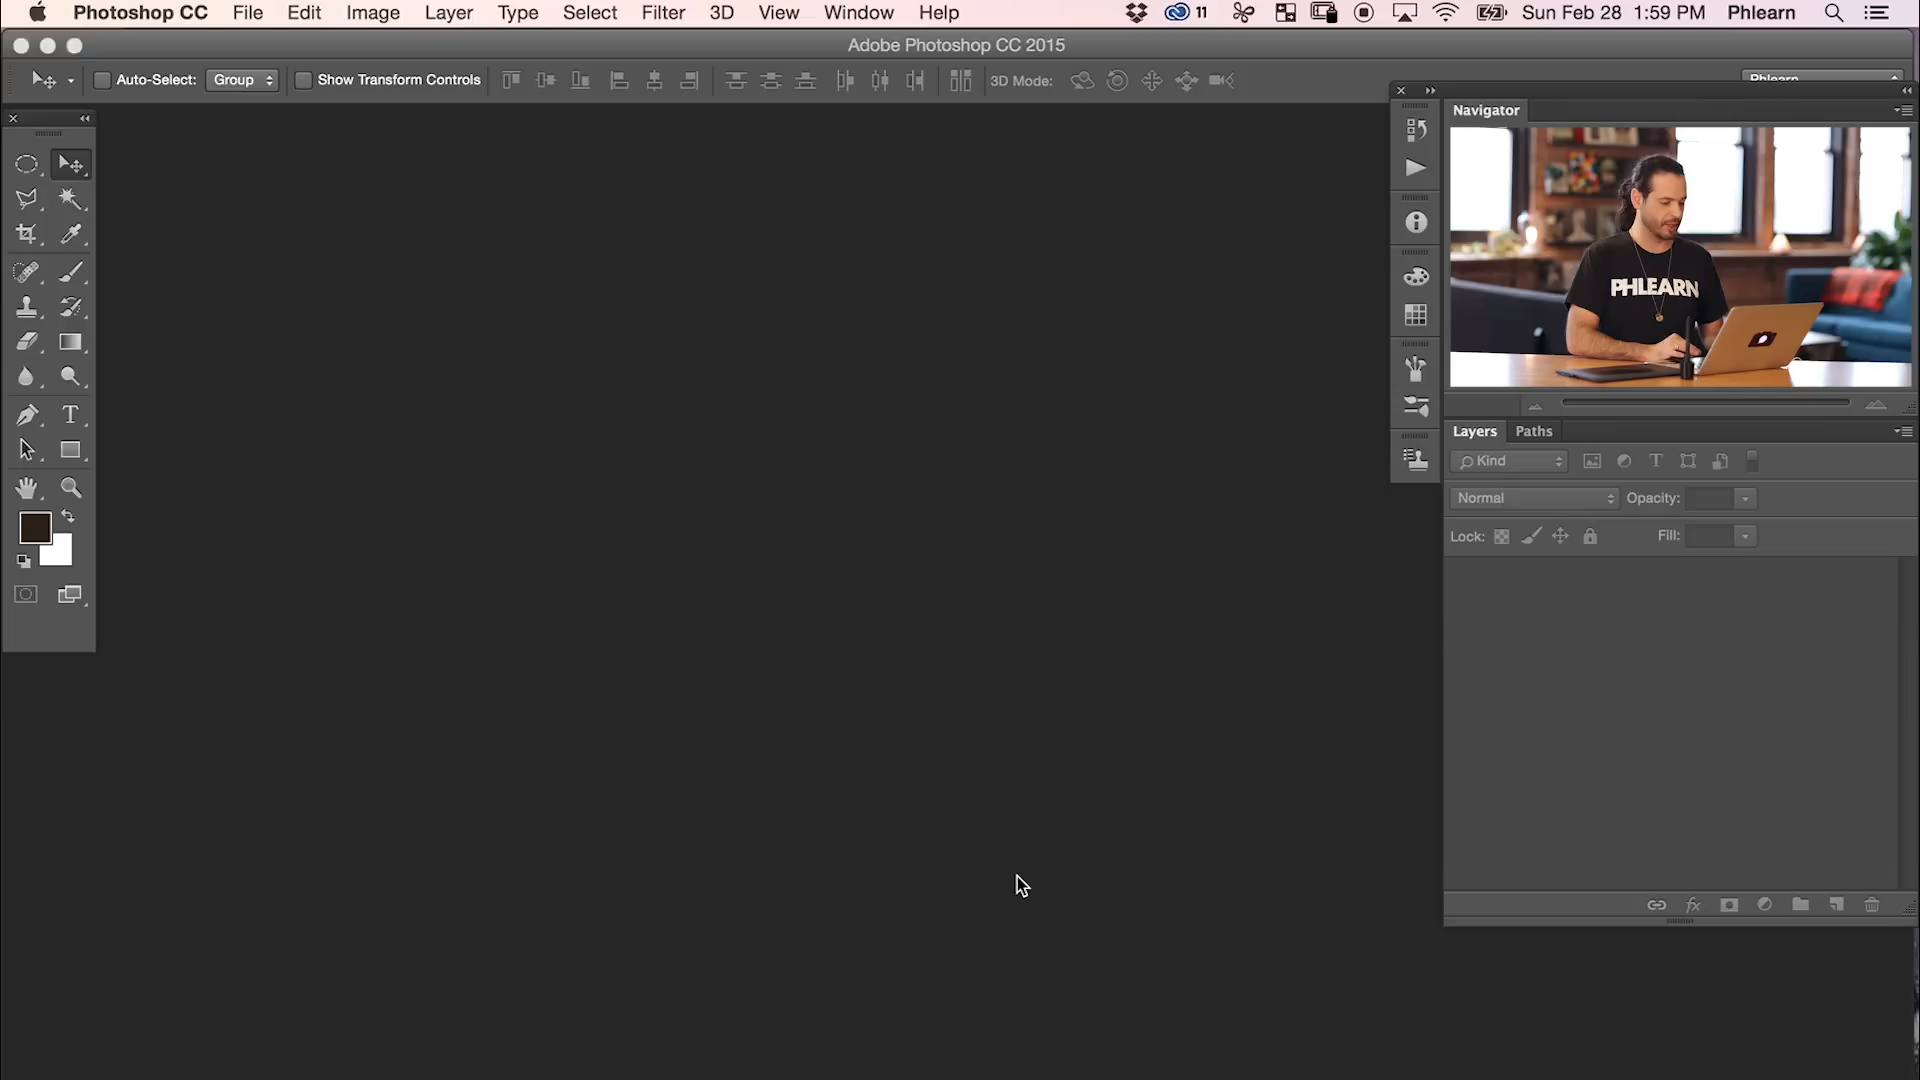 Photoshop CC File Edit Image Layer Type Select Filter 3D View Window Help 11 Sun Feb 28 1:59 PM Phlearn
Adobe Photoshop CC 2015
Auto-Select: Group Show Transform Controls 3D Mode: Phlearn
Navigator
PHLEARN
Layers Paths
Kind
Normal Opacity:
Lock: Fill: